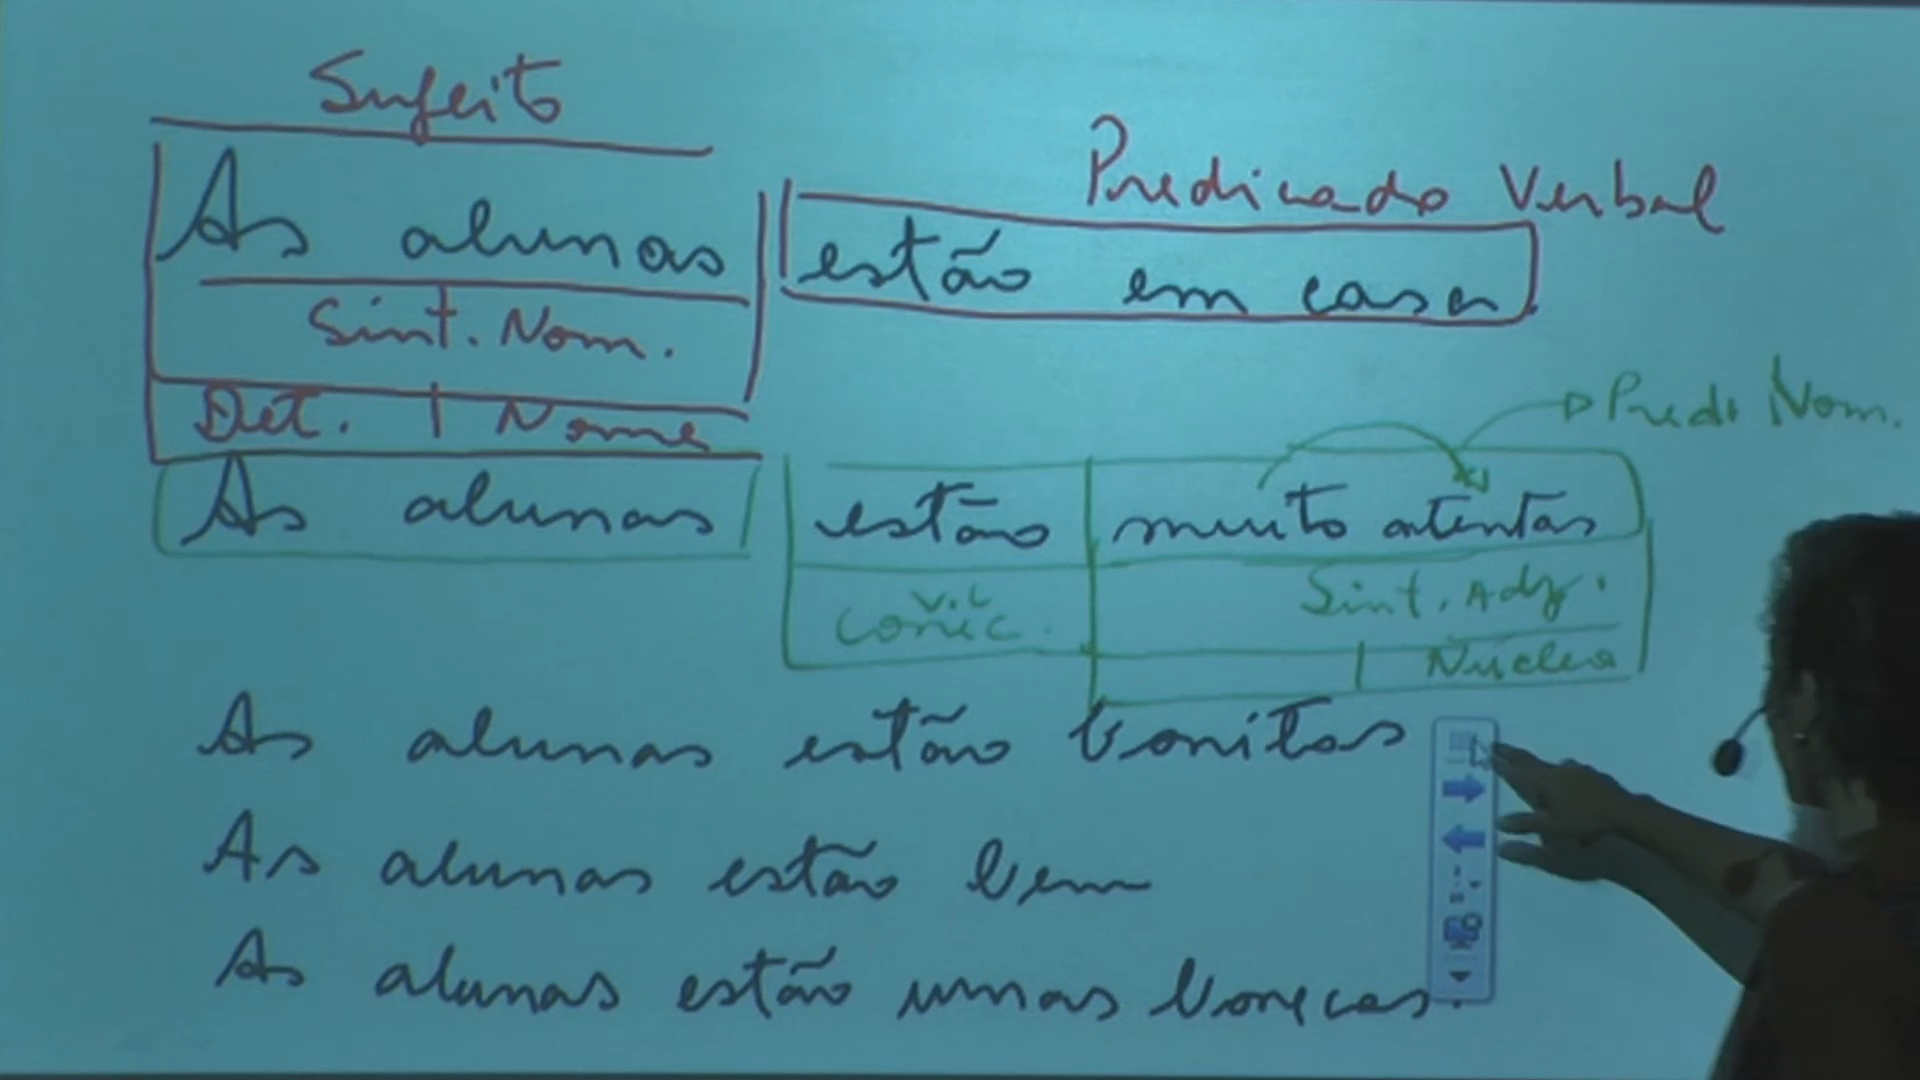 Sujeito
Predicado Verbal
As alunas estão em casa.
Sint. Nom.
Det. | Nome
Pred. Nom.
As alunas estão muito atentas
V.L Sint. Adj.
Conec. | Núcleo
As alunas estão bonitas
As alunas estão bem
As alunas estão umas bonecas.